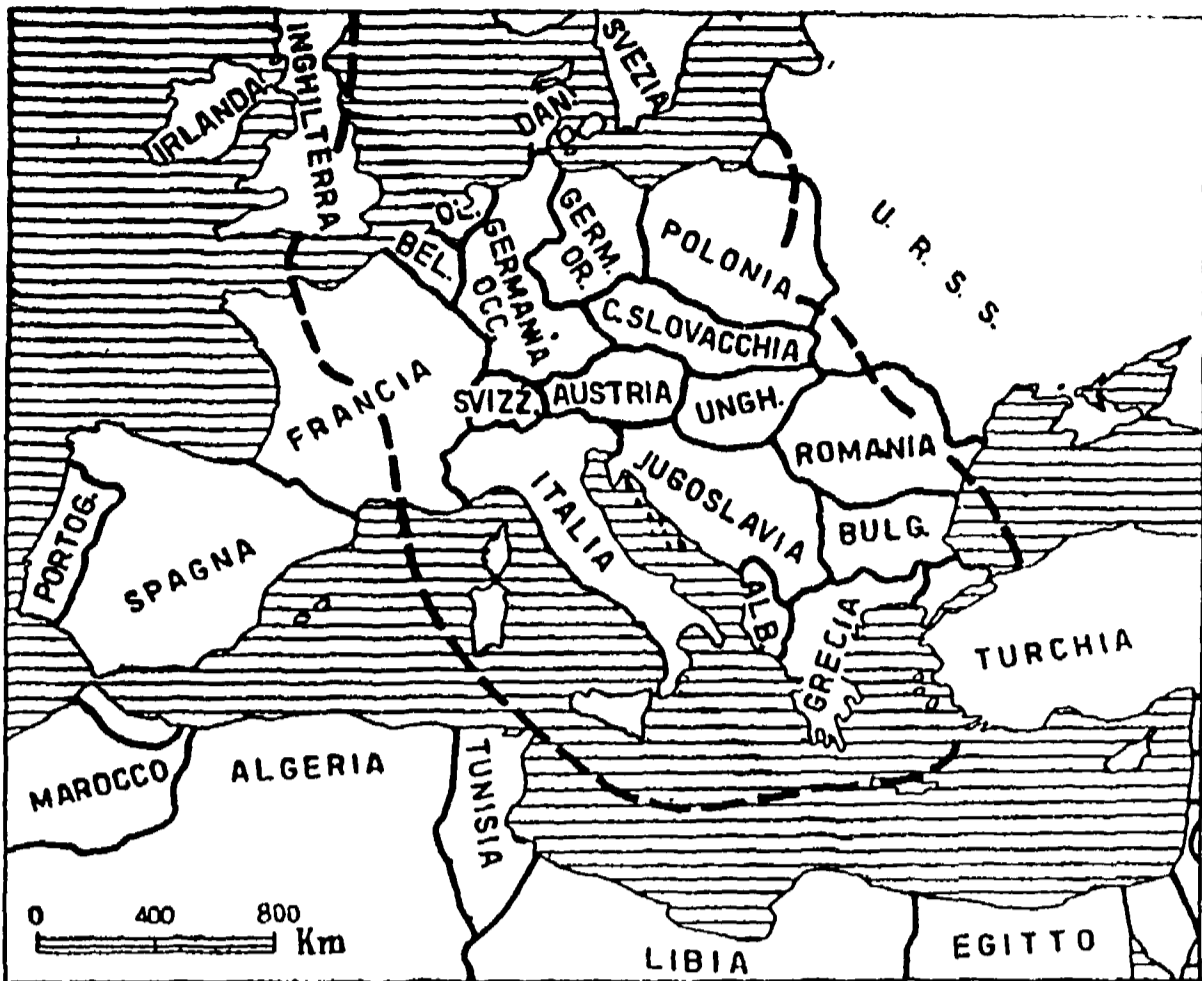 SVEZIA
INGHILTERRA
IRLANDA
DAN.
U. R. S. S.
OL.
BEL.
GERMANIA
OCC.
GERM.
OR.
POLONIA
C. SLOVACCHIA
FRANCIA
SVIZZ.
AUSTRIA
UNGH.
ROMANIA
JUGOSLAVIA
ITALIA
BULG.
PORTOG.
SPAGNA
ALB.
GRECIA
TURCHIA
MAROCCO
ALGERIA
TUNISIA
0 400 800 Km
LIBIA
EGITTO